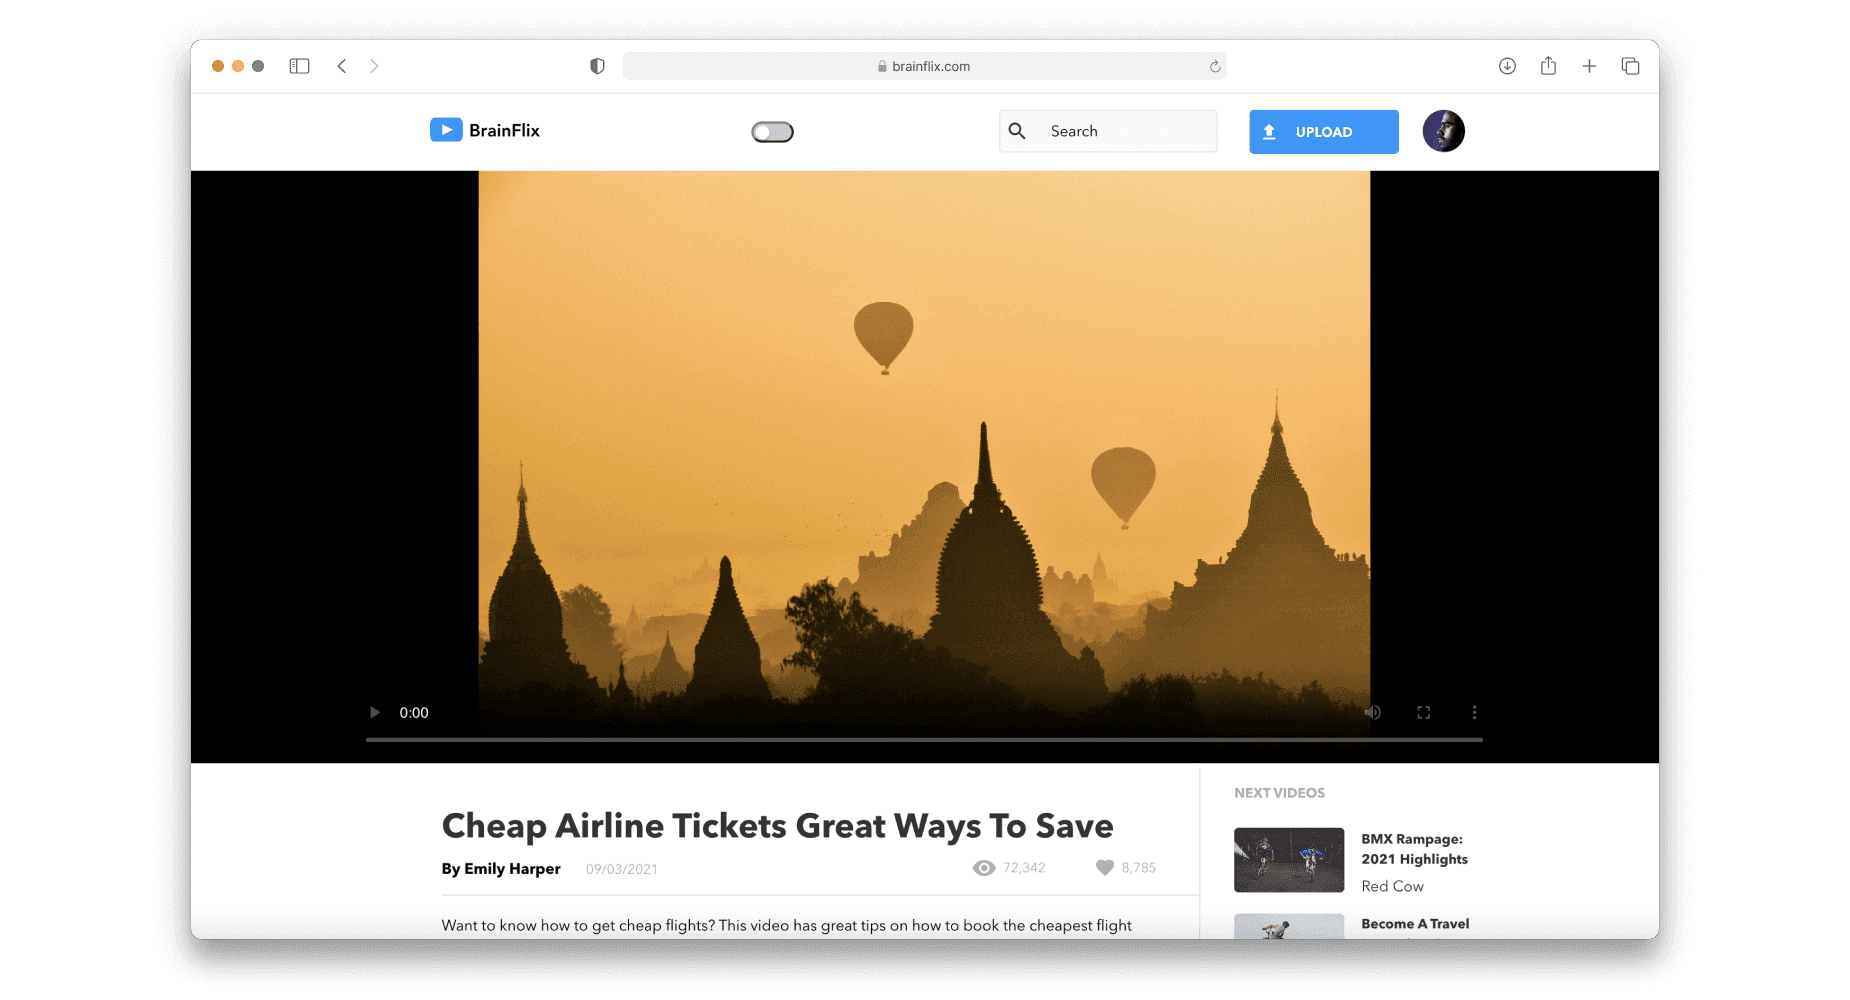 brainflix.com
BrainFlix
Search
UPLOAD
0:00
Cheap Airline Tickets Great Ways To Save
By Emily Harper 09/03/2021 72,342 8,785
Want to know how to get cheap flights? This video has great tips on how to book the cheapest flight
NEXT VIDEOS
BMX Rampage:
2021 Highlights
Red Cow
Become A Travel